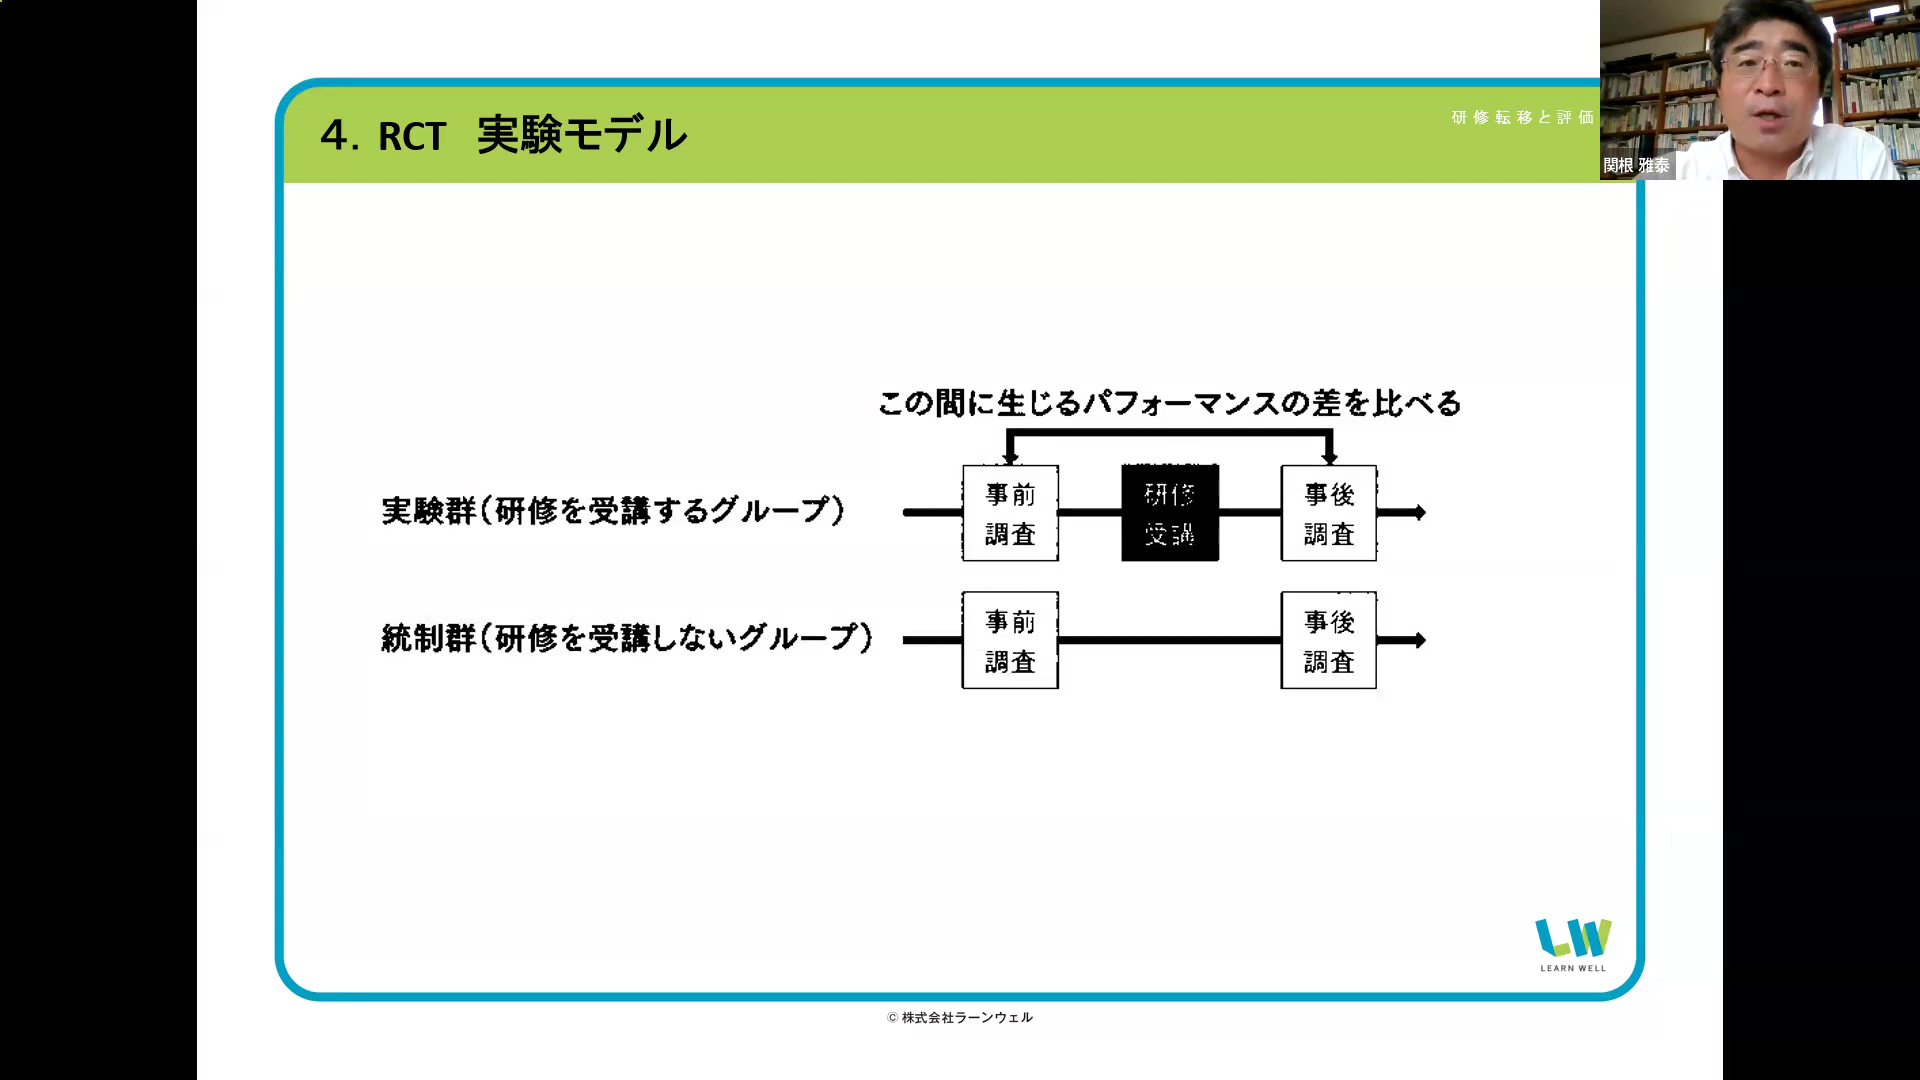 4. RCT　実験モデル
研修転移と評価
関根 雅泰
この間に生じるパフォーマンスの差を比べる
実験群（研修を受講するグループ）
事前
調査
研修
受講
事後
調査
統制群（研修を受講しないグループ）
事前
調査
事後
調査
LW
LEARN WELL
© 株式会社ラーンウェル